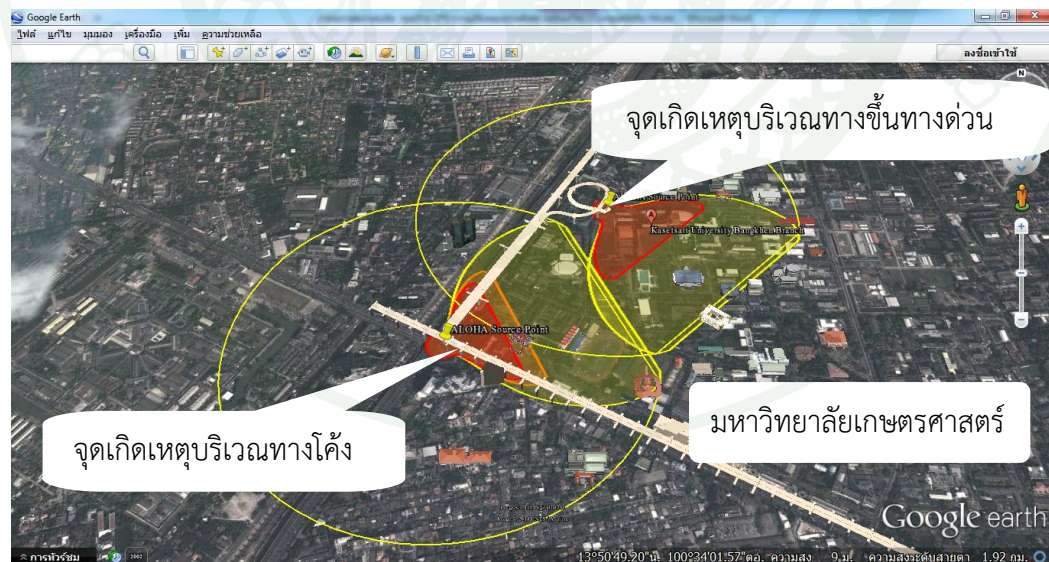 Google Earth
ไฟล์ แก้ไข มุมมอง เครื่องมือ เพิ่ม ความช่วยเหลือ
ลงชื่อเข้าใช้
N
จุดเกิดเหตุบริเวณทางขึ้นทางด่วน
Source Point
A
Kasetsart University Bangkhen Branch
ALOHA Source Point
จุดเกิดเหตุบริเวณทางโค้ง
มหาวิทยาลัยเกษตรศาสตร์
Google earth
การทัวร์ชม 2002 13°50'49.20"น. 100°34'01.57"ตอ. ความสูง 9 ม. ความสูงระดับสายตา 1.92 กม.